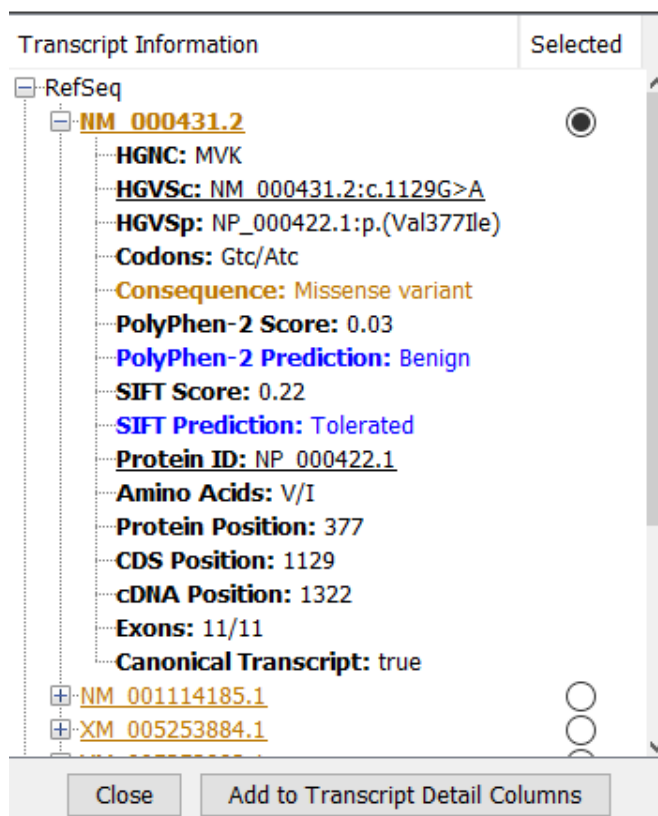 Transcript Information Selected
RefSeq
NM_000431.2
HGNC: MVK
HGVSc: NM_000431.2:c.1129G>A
HGVSp: NP_000422.1:p.(Val377Ile)
Codons: Gtc/Atc
Consequence: Missense variant
PolyPhen-2 Score: 0.03
PolyPhen-2 Prediction: Benign
SIFT Score: 0.22
SIFT Prediction: Tolerated
Protein ID: NP_000422.1
Amino Acids: V/I
Protein Position: 377
CDS Position: 1129
cDNA Position: 1322
Exons: 11/11
Canonical Transcript: true
NM_001114185.1
XM_005253884.1
Close Add to Transcript Detail Columns